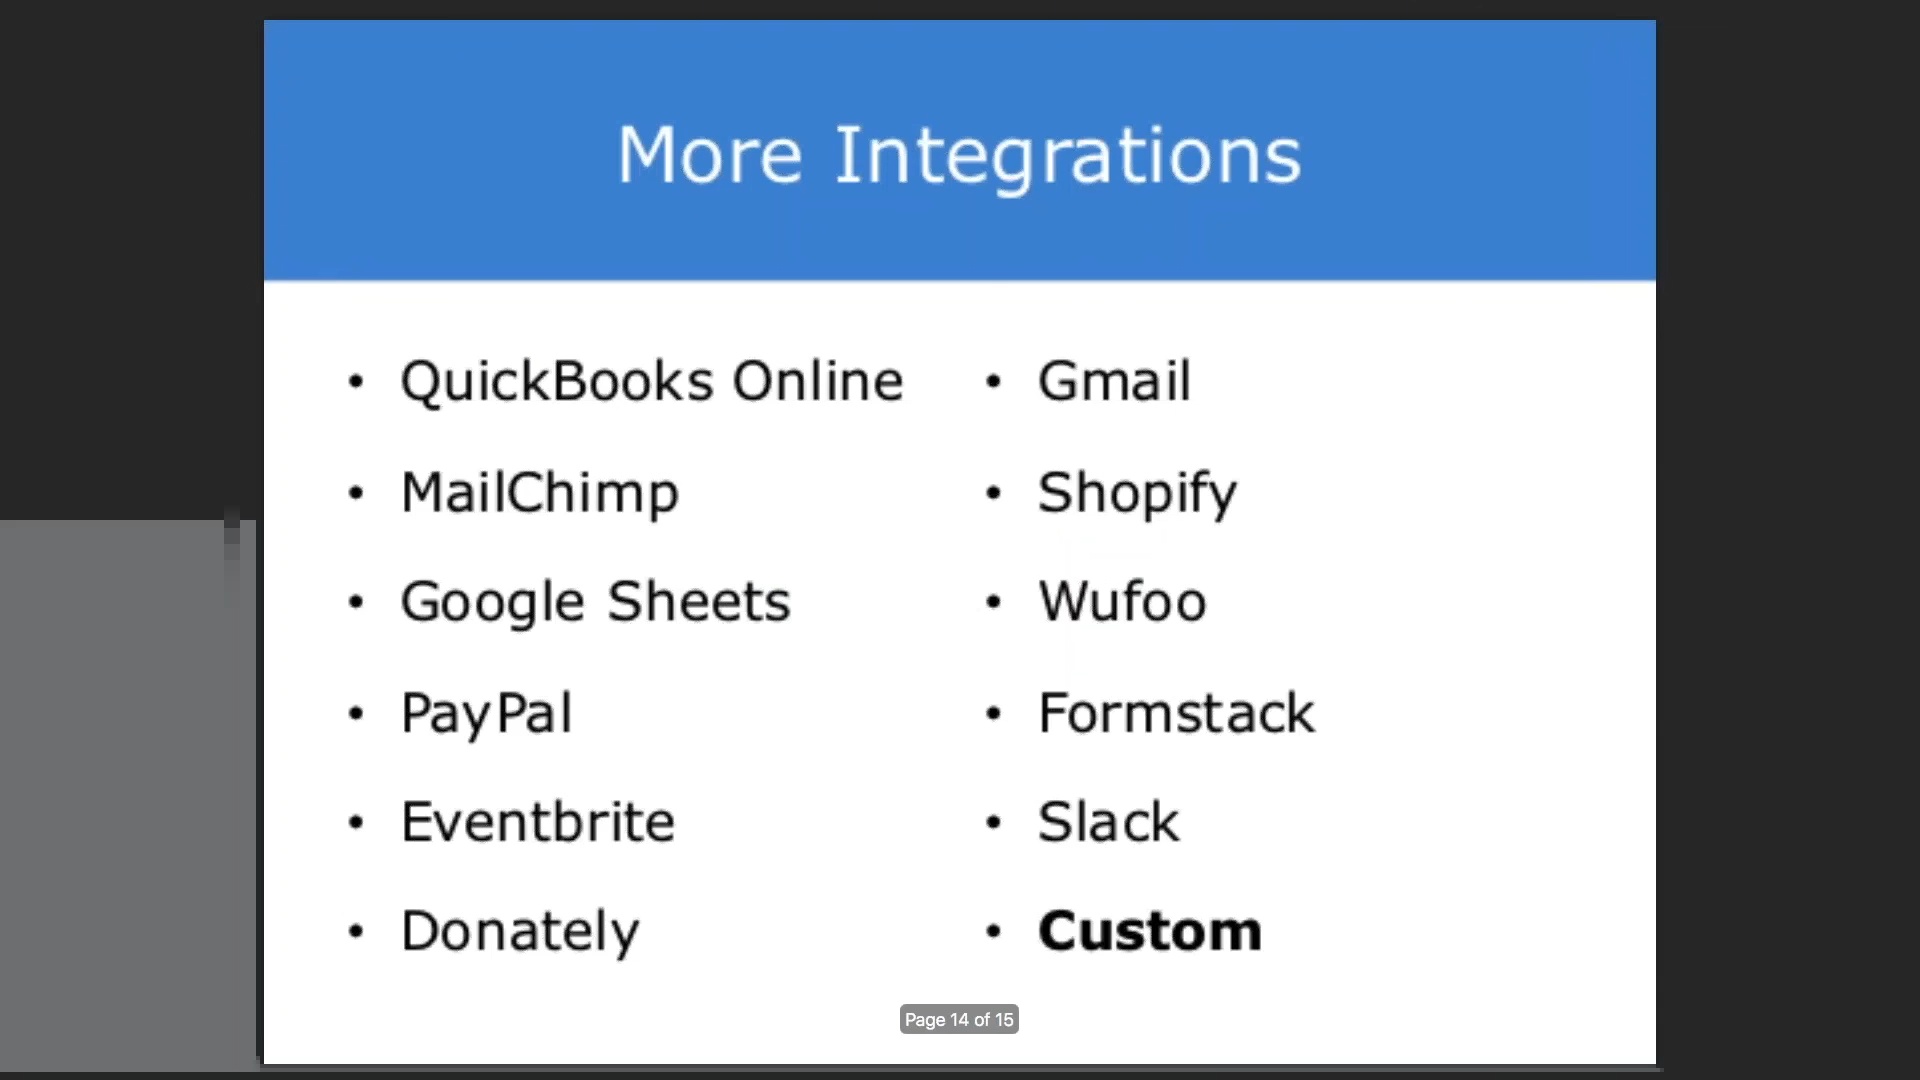 More Integrations
• QuickBooks Online
• MailChimp
• Google Sheets
• PayPal
• Eventbrite
• Donately
• Gmail
• Shopify
• Wufoo
• Formstack
• Slack
• Custom
Page 14 of 15